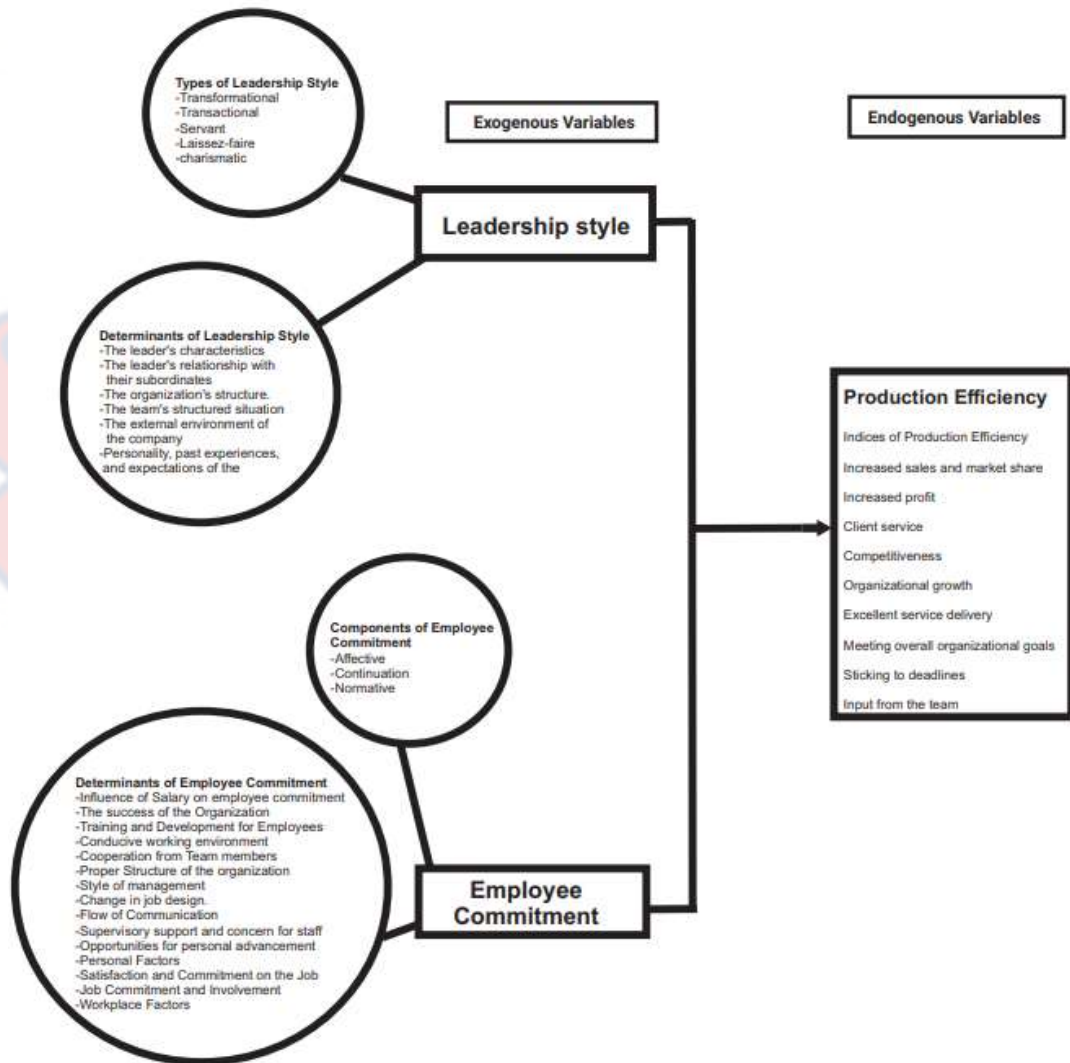 Types of Leadership Style
-Transformational
-Transactional
-Servant
-Laissez-faire
-charismatic
Exogenous Variables
Endogenous Variables
Leadership style
Determinants of Leadership Style
-The leader's characteristics
-The leader's relationship with
their subordinates
-The organization's structure.
-The team's structured situation
-The external environment of
the company
-Personality, past experiences,
and expectations of the
Production Efficiency
Indices of Production Efficiency
Increased sales and market share
Increased profit
Client service
Competitiveness
Organizational growth
Excellent service delivery
Meeting overall organizational goals
Sticking to deadlines
Input from the team
Components of Employee
Commitment
-Affective
-Continuation
-Normative
Determinants of Employee Commitment
-Influence of Salary on employee commitment
-The success of the Organization
-Training and Development for Employees
-Conducive working environment
-Cooperation from Team members
-Proper Structure of the organization
-Style of management
-Change in job design.
-Flow of Communication
-Supervisory support and concern for staff
-Opportunities for personal advancement
-Personal Factors
-Satisfaction and Commitment on the Job
-Job Commitment and Involvement
-Workplace Factors
Employee
Commitment